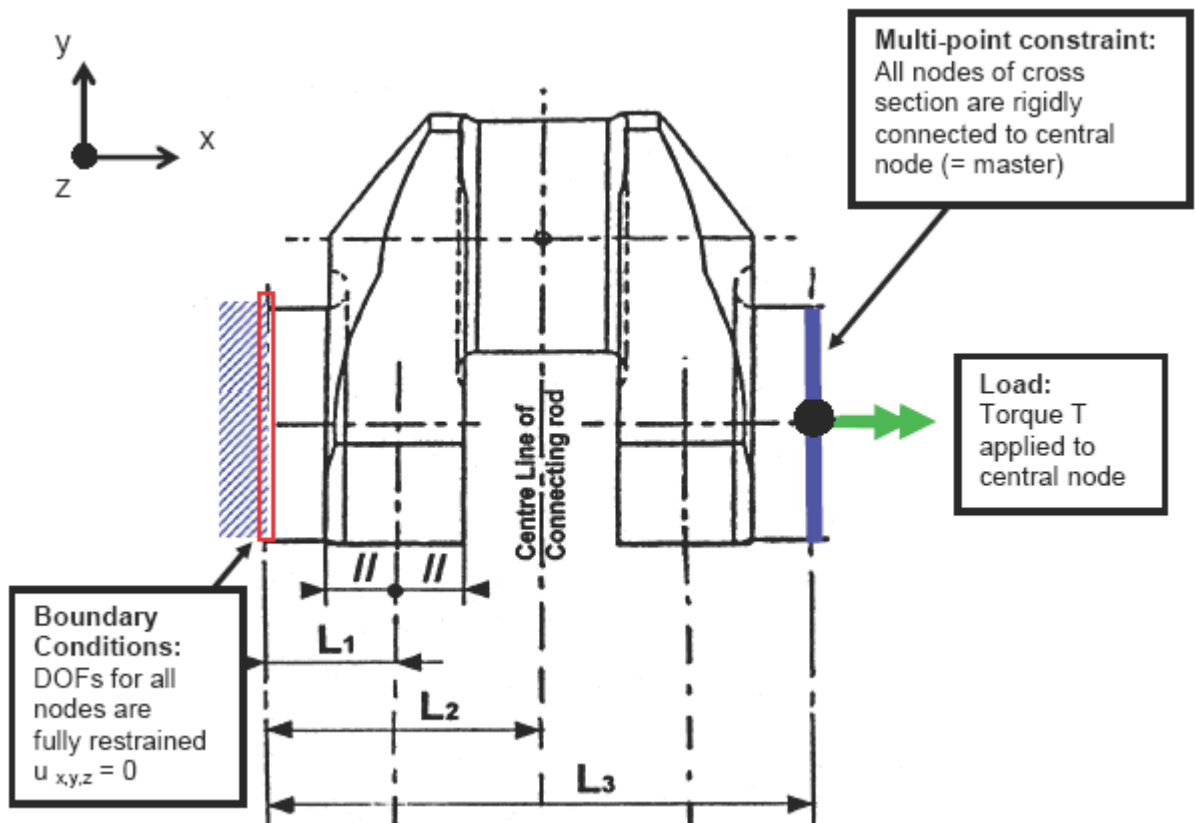 y
x
z
Multi-point constraint:
All nodes of cross
section are rigidly
connected to central
node (= master)
Load:
Torque T
applied to
central node
Centre Line of
Connecting rod
Boundary
Conditions:
DOFs for all
nodes are
fully restrained
u x,y,z = 0
// //
L1
L2
L3